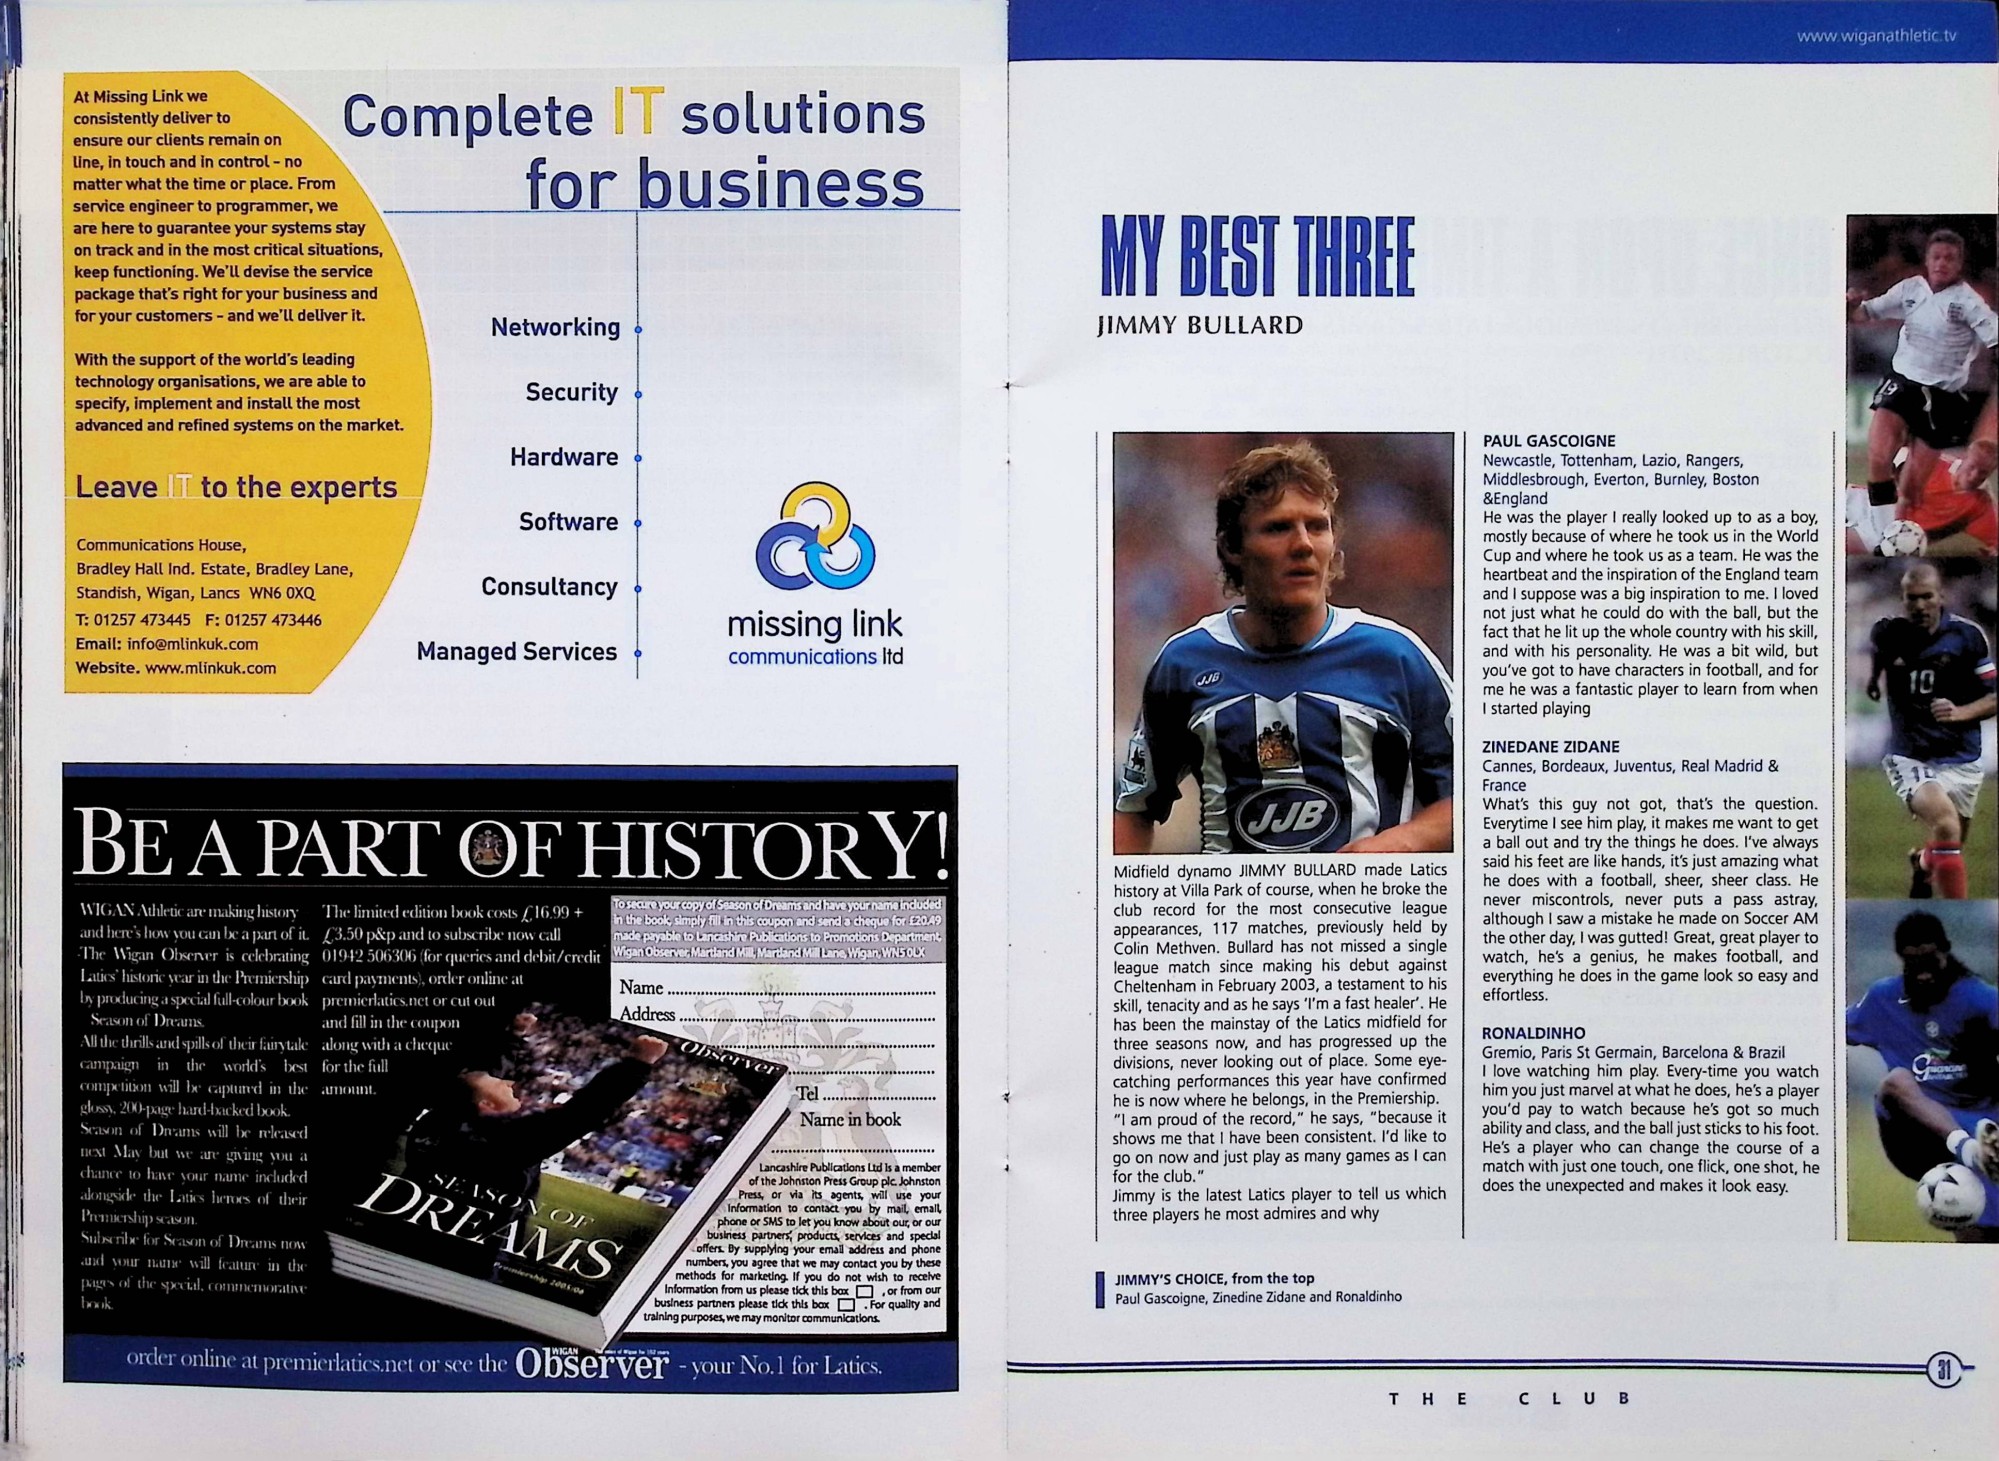 At Missing Link we
consistently deliver to
ensure our clients remain on
line, in touch and in control - no
matter what the time or place. From
service engineer to programmer, we
are here to guarantee your systems stay
on track and in the most critical situations,
keep functioning. We'll devise the service
package that's right for your business and
for your customers - and we'll deliver it.
With the support of the world's leading
technology organisations, we are able to
specify, implement and install the most
advanced and refined systems on the market.
Leave IT to the experts
Communications House,
Bradley Hall Ind. Estate, Bradley Lane,
Standish, Wigan, Lancs WN6 0XQ
T: 01257 473445 F: 01257 473446
Email: info@mlinkuk.com
Website. www.mlinkuk.com
Complete IT solutions
for business
Networking
Security
Hardware
Software
Consultancy
Managed Services
missing link
communications ltd
BE A PART OF HISTORY!
WIGAN Athletic are making history
and here's how you can be a part of it.
The Wigan Observer is celebrating
Latics' historic year in the Premiership
by producing a special full-colour book
Season of Dreams.
All the thrills and spills of their fairytale
campaign in the world's best
competition will be captured in the
glossy, 200-page hard-backed book.
Season of Dreams will be released
next May but we are giving you a
chance to have your name included
alongside the Latics heroes of their
Premiership season.
Subscribe for Season of Dreams now
and your name will feature in the
pages of the special, commemorative
book.
The limited edition book costs £16.99 +
£3.50 p&p and to subscribe now call
01942 506306 (for queries and debit/credit
card payments), order online at
premierlatics.net or cut out
and fill in the coupon
along with a cheque
for the full
amount.
To secure your copy of Season of Dreams and have your name included
in the book, simply fill in this coupon and send a cheque for £20.49
made payable to Lancashire Publications to Promotions Department,
Wigan Observer, Martland Mill, Martland Mill Lane, Wigan, WN5 0LX
Name
Address
Tel
Name in book
Lancashire Publications Ltd is a member
of the Johnston Press Group plc. Johnston
Press, or via its agents, will use your
information to contact you by mail, email,
phone or SMS to let you know about our, or our
business partners', products, services and special
offers. By supplying your email address and phone
numbers, you agree that we may contact you by these
methods for marketing. If you do not wish to receive
information from us please tick this box , or from our
business partners please tick this box . For quality and
training purposes, we may monitor communications.
Observer
SEASON OF
DREAMS
Premiership 2005/06
order online at premierlatics.net or see the WIGAN Observer - your No.1 for Latics.
www.wiganathletic.tv
MY BEST THREE
JIMMY BULLARD
JJB
JJB
Midfield dynamo JIMMY BULLARD made Latics
history at Villa Park of course, when he broke the
club record for the most consecutive league
appearances, 117 matches, previously held by
Colin Methven. Bullard has not missed a single
league match since making his debut against
Cheltenham in February 2003, a testament to his
skill, tenacity and as he says 'I'm a fast healer'. He
has been the mainstay of the Latics midfield for
three seasons now, and has progressed up the
divisions, never looking out of place. Some eye-
catching performances this year have confirmed
he is now where he belongs, in the Premiership.
"I am proud of the record," he says, "because it
shows me that I have been consistent. I'd like to
go on now and just play as many games as I can
for the club."
Jimmy is the latest Latics player to tell us which
three players he most admires and why
PAUL GASCOIGNE
Newcastle, Tottenham, Lazio, Rangers,
Middlesbrough, Everton, Burnley, Boston
&England
He was the player I really looked up to as a boy,
mostly because of where he took us in the World
Cup and where he took us as a team. He was the
heartbeat and the inspiration of the England team
and I suppose was a big inspiration to me. I loved
not just what he could do with the ball, but the
fact that he lit up the whole country with his skill,
and with his personality. He was a bit wild, but
you've got to have characters in football, and for
me he was a fantastic player to learn from when
I started playing
ZINEDANE ZIDANE
Cannes, Bordeaux, Juventus, Real Madrid &
France
What's this guy not got, that's the question.
Everytime I see him play, it makes me want to get
a ball out and try the things he does. I've always
said his feet are like hands, it's just amazing what
he does with a football, sheer, sheer class. He
never miscontrols, never puts a pass astray,
although I saw a mistake he made on Soccer AM
the other day, I was gutted! Great, great player to
watch, he's a genius, he makes football, and
everything he does in the game look so easy and
effortless.
RONALDINHO
Gremio, Paris St Germain, Barcelona & Brazil
I love watching him play. Every-time you watch
him you just marvel at what he does, he's a player
you'd pay to watch because he's got so much
ability and class, and the ball just sticks to his foot.
He's a player who can change the course of a
match with just one touch, one flick, one shot, he
does the unexpected and makes it look easy.
19
10
10
JIMMY'S CHOICE, from the top
Paul Gascoigne, Zinedine Zidane and Ronaldinho
31
THE CLUB